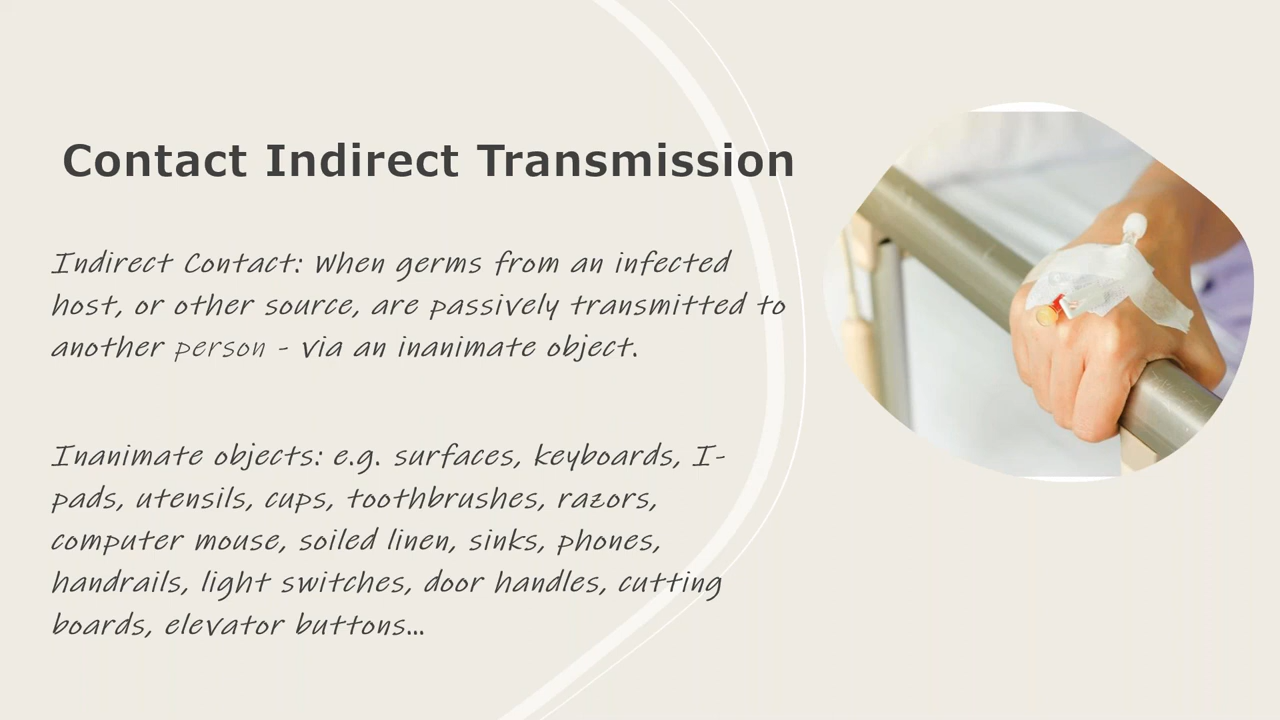 Contact Indirect Transmission
Indirect Contact: When germs from an infected
host, or other source, are passively transmitted to
another person - via an inanimate object.
Inanimate objects: e.g. surfaces, keyboards, I-
pads, utensils, cups, toothbrushes, razors,
computer mouse, soiled linen, sinks, phones,
handrails, light switches, door handles, cutting
boards, elevator buttons...